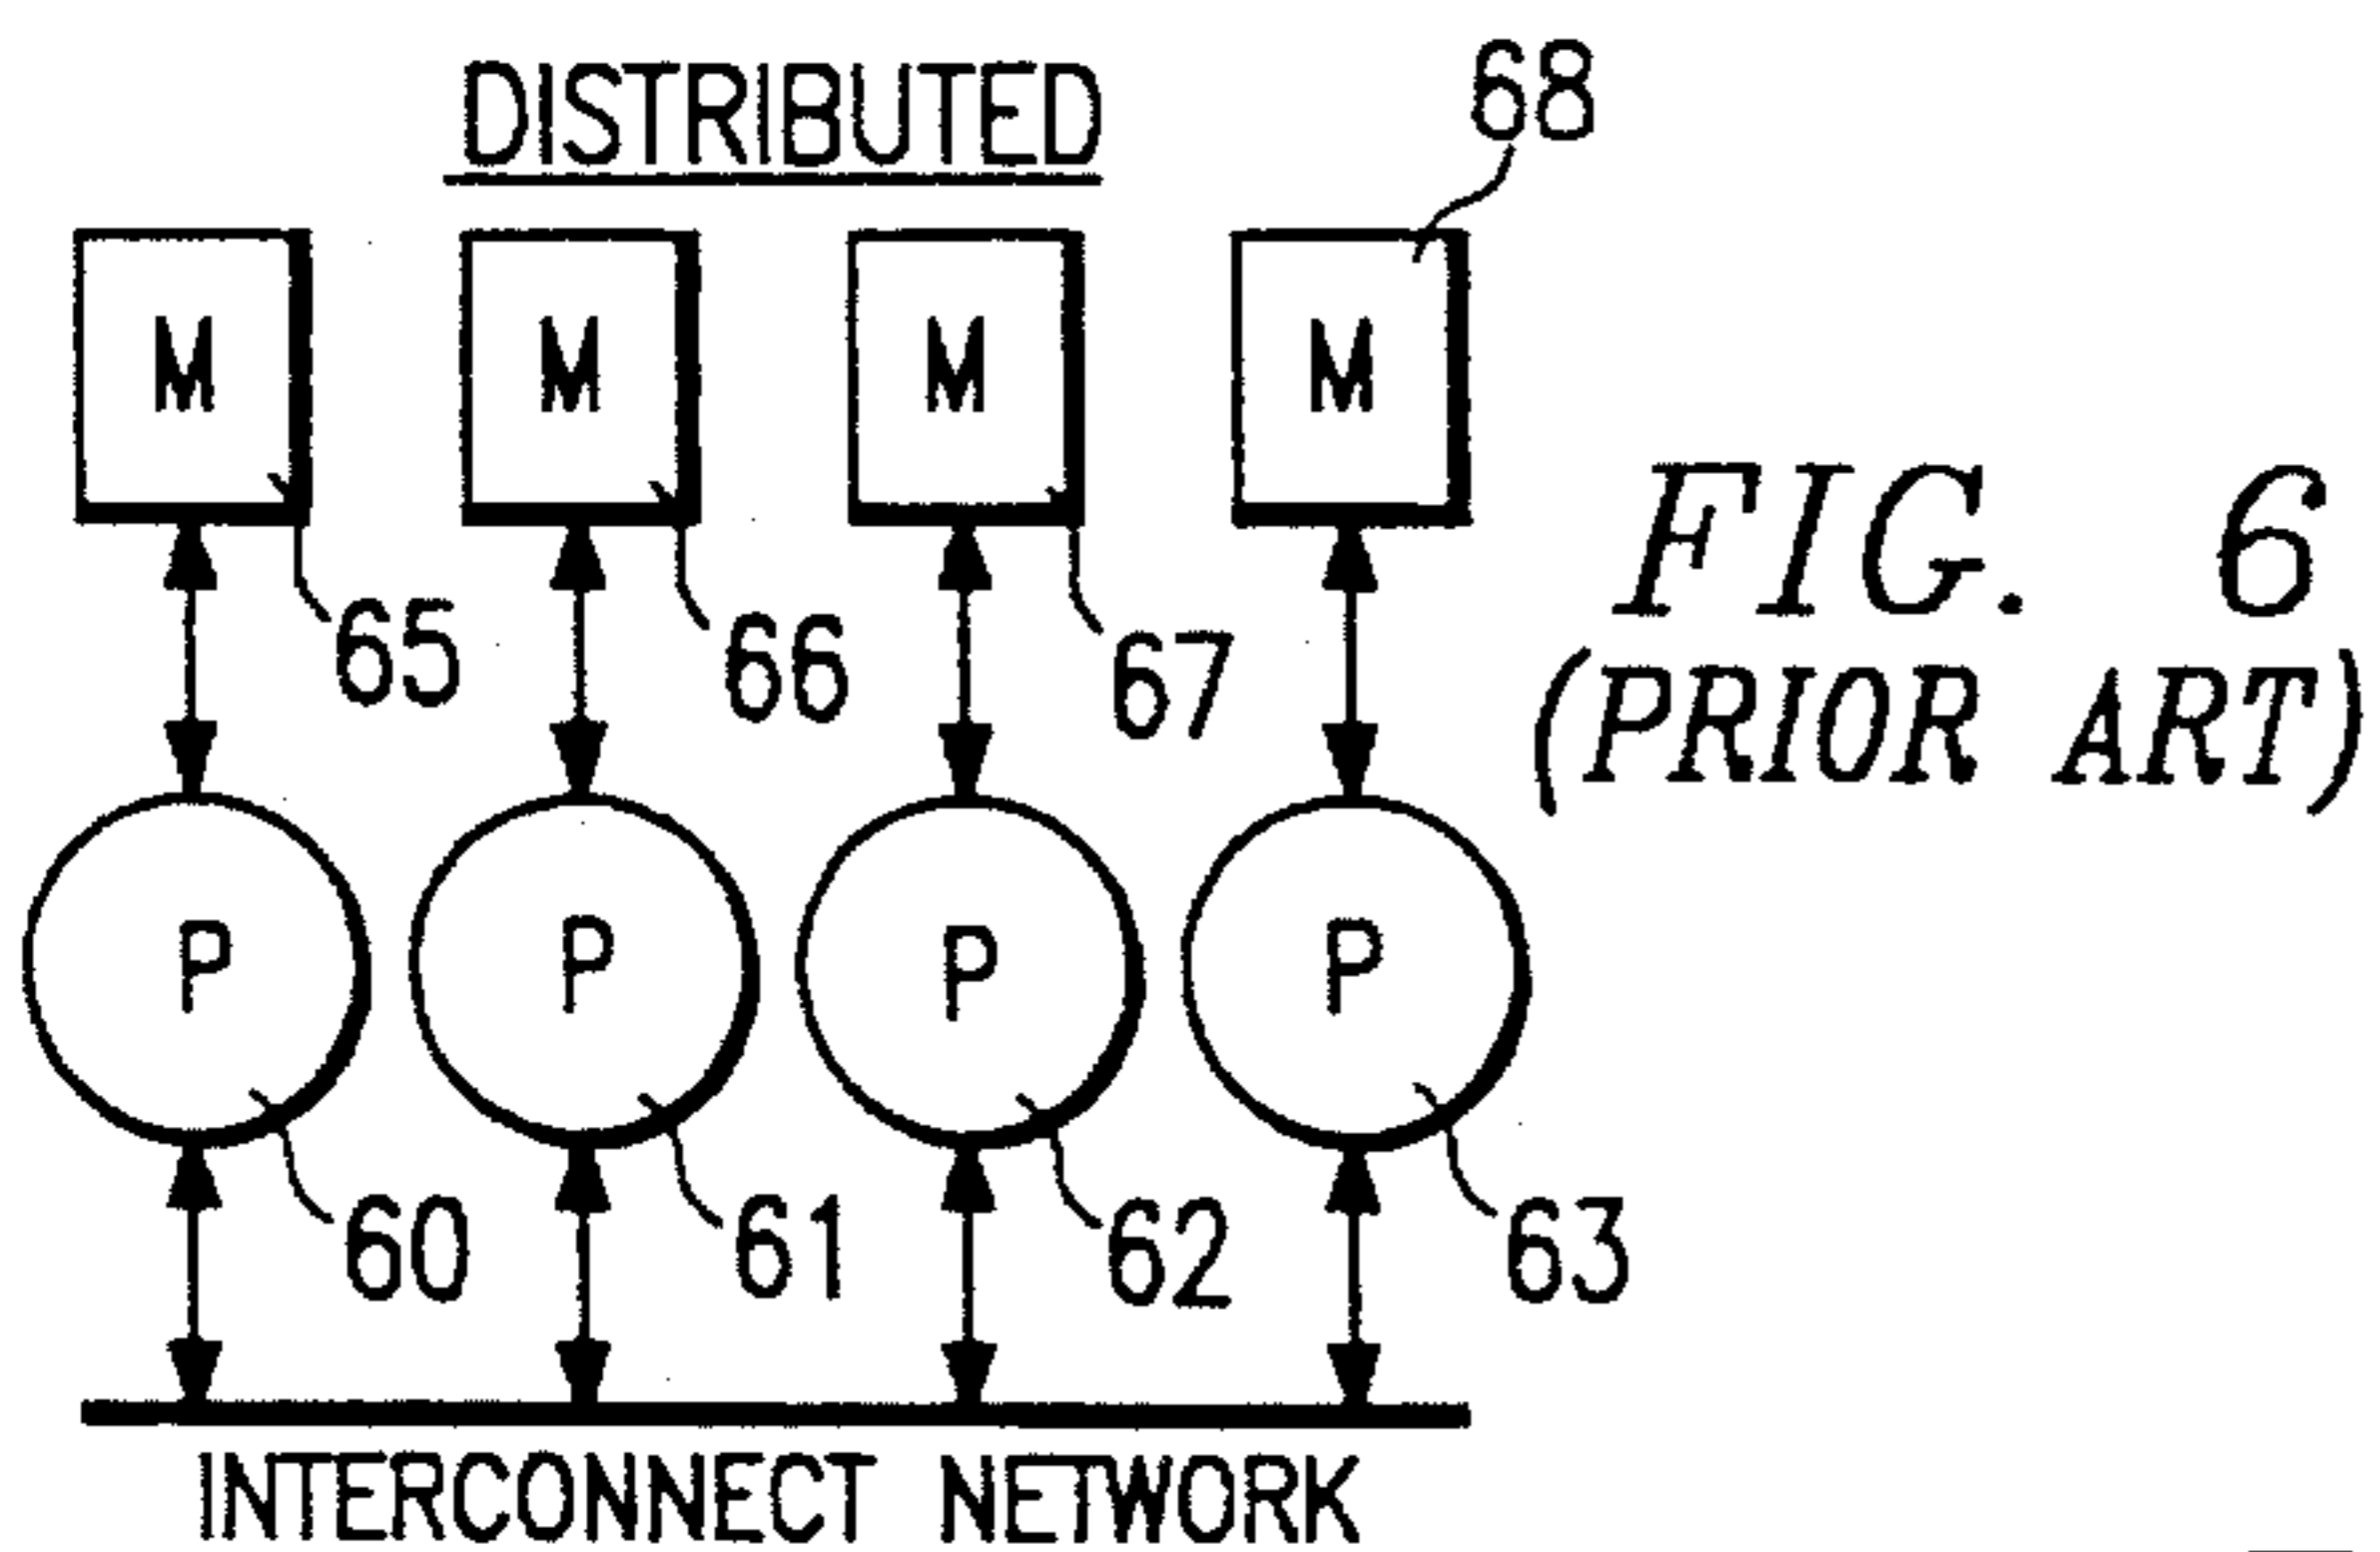 DISTRIBUTED
68
M M M M
65 66 67
FIG. 6
(PRIOR ART)
P P P P
60 61 62 63
INTERCONNECT NETWORK